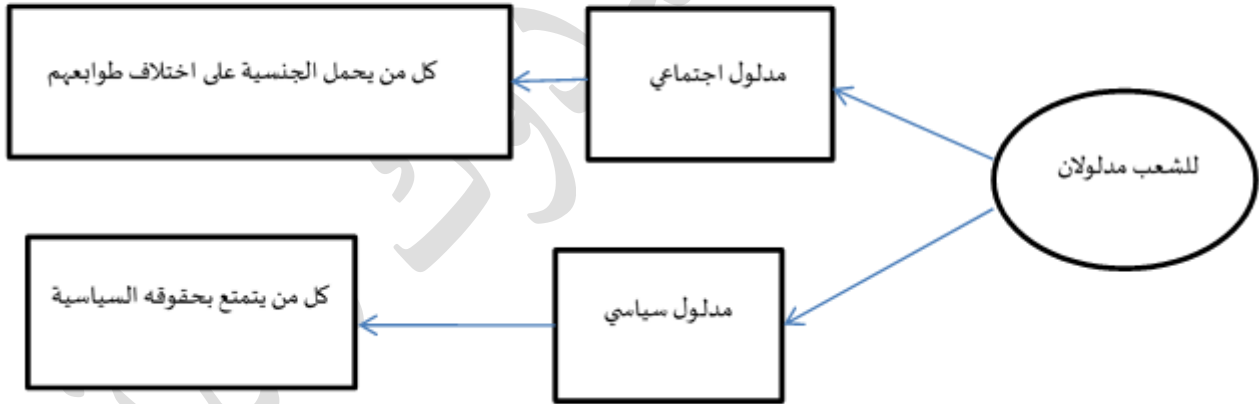 للشعب مدلولان
مدلول اجتماعي
كل من يحمل الجنسية على اختلاف طوابعهم
مدلول سياسي
كل من يتمتع بحقوقه السياسية